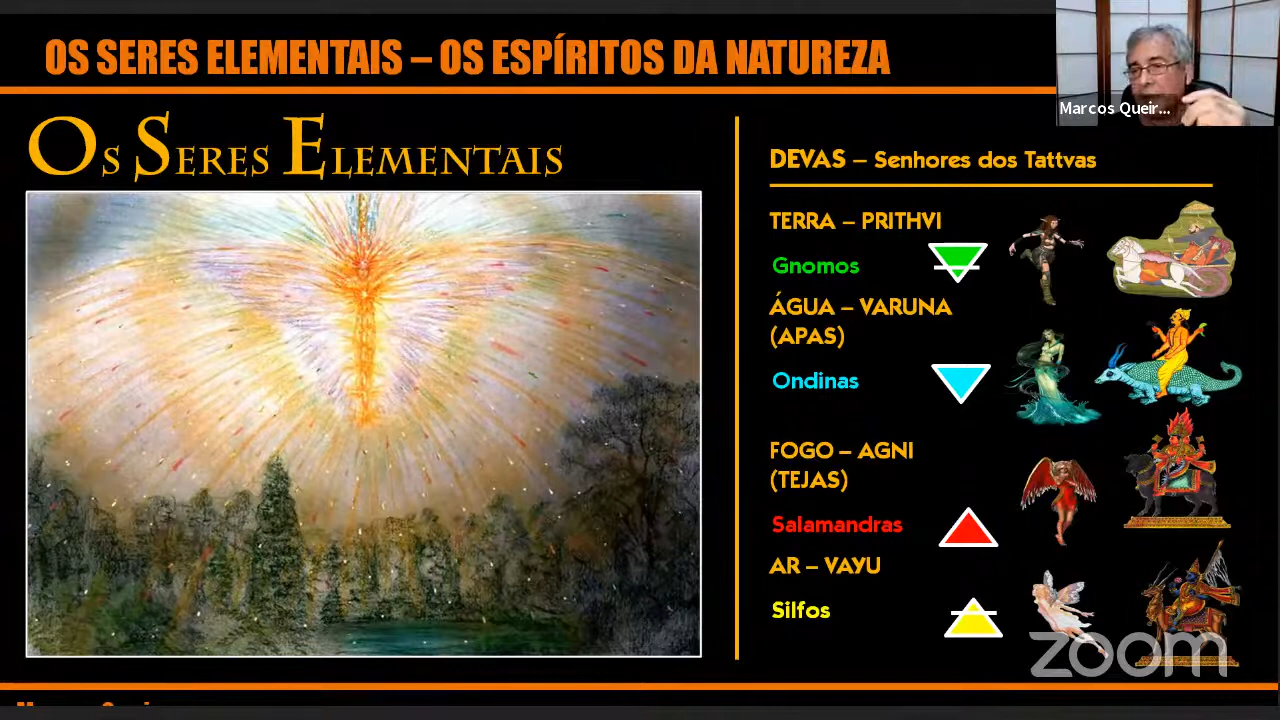 OS SERES ELEMENTAIS – OS ESPÍRITOS DA NATUREZA
Marcos Queir...
OS SERES ELEMENTAIS
DEVAS – Senhores dos Tattvas
TERRA – PRITHVI
Gnomos
ÁGUA – VARUNA
(APAS)
Ondinas
FOGO – AGNI
(TEJAS)
Salamandras
AR – VAYU
Silfos
zoom